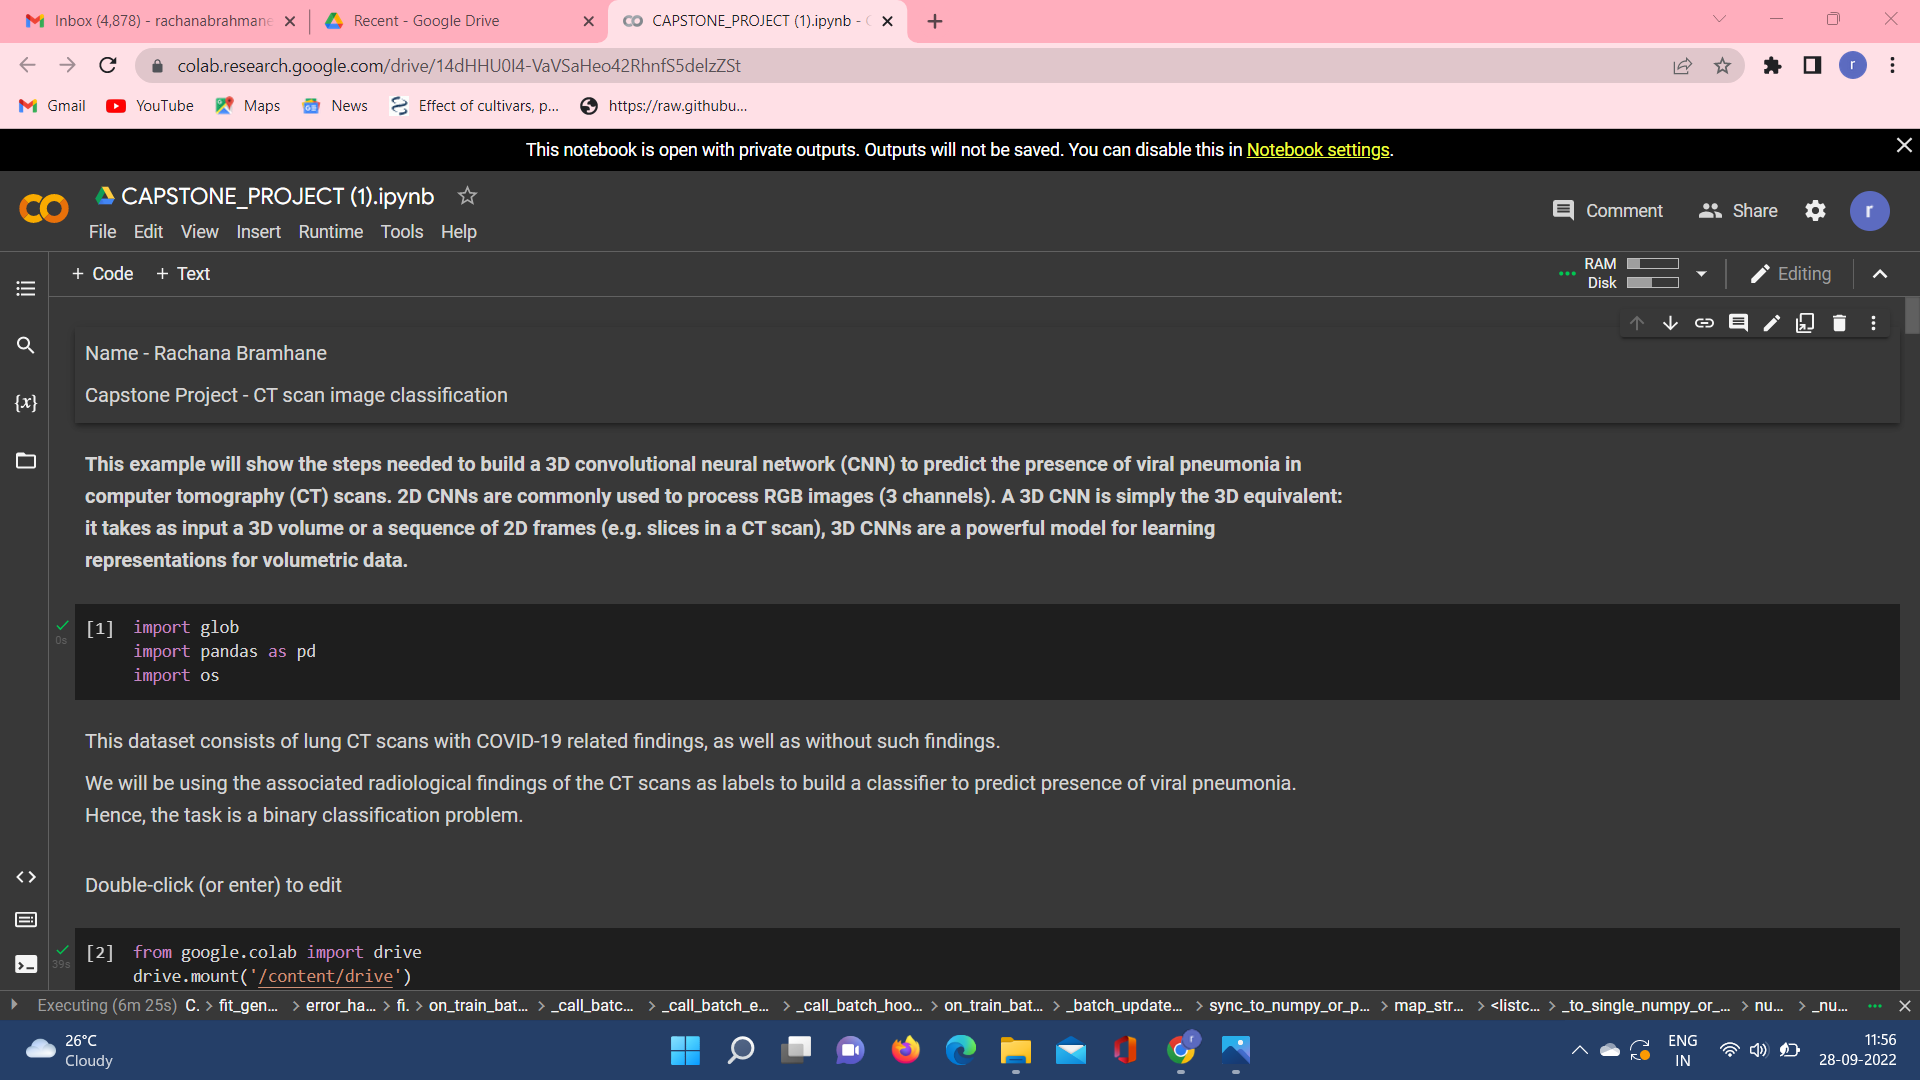 Inbox (4,878) - rachanabrahmane
Recent - Google Drive
CAPSTONE_PROJECT (1).ipynb -
colab.research.google.com/drive/14dHHU0I4-VaVSaHeo42RhnfS5delzZSt
r
Gmail
YouTube
Maps
News
Effect of cultivars, p...
https://raw.githubu...
This notebook is open with private outputs. Outputs will not be saved. You can disable this in Notebook settings.
CAPSTONE_PROJECT (1).ipynb
Comment
Share
r
File Edit View Insert Runtime Tools Help
+ Code + Text
RAM
Disk
Editing
Name - Rachana Bramhane
Capstone Project - CT scan image classification
{x}
This example will show the steps needed to build a 3D convolutional neural network (CNN) to predict the presence of viral pneumonia in
computer tomography (CT) scans. 2D CNNs are commonly used to process RGB images (3 channels). A 3D CNN is simply the 3D equivalent:
it takes as input a 3D volume or a sequence of 2D frames (e.g. slices in a CT scan), 3D CNNs are a powerful model for learning
representations for volumetric data.
[1] import glob
0s
import pandas as pd
import os
This dataset consists of lung CT scans with COVID-19 related findings, as well as without such findings.
We will be using the associated radiological findings of the CT scans as labels to build a classifier to predict presence of viral pneumonia.
Hence, the task is a binary classification problem.
Double-click (or enter) to edit
[2] from google.colab import drive
39s
drive.mount('/content/drive')
Executing (6m 25s) C. > fit_gen... > error_ha... > fi. > on_train_bat... > _call_batc... > _call_batch_e... > _call_batch_hoo... > on_train_bat... > _batch_update... > sync_to_numpy_or_p... > map_str... > <listc... > _to_single_numpy_or_... > nu... > _nu...
26°C
Cloudy
ENG
IN
11:56
28-09-2022